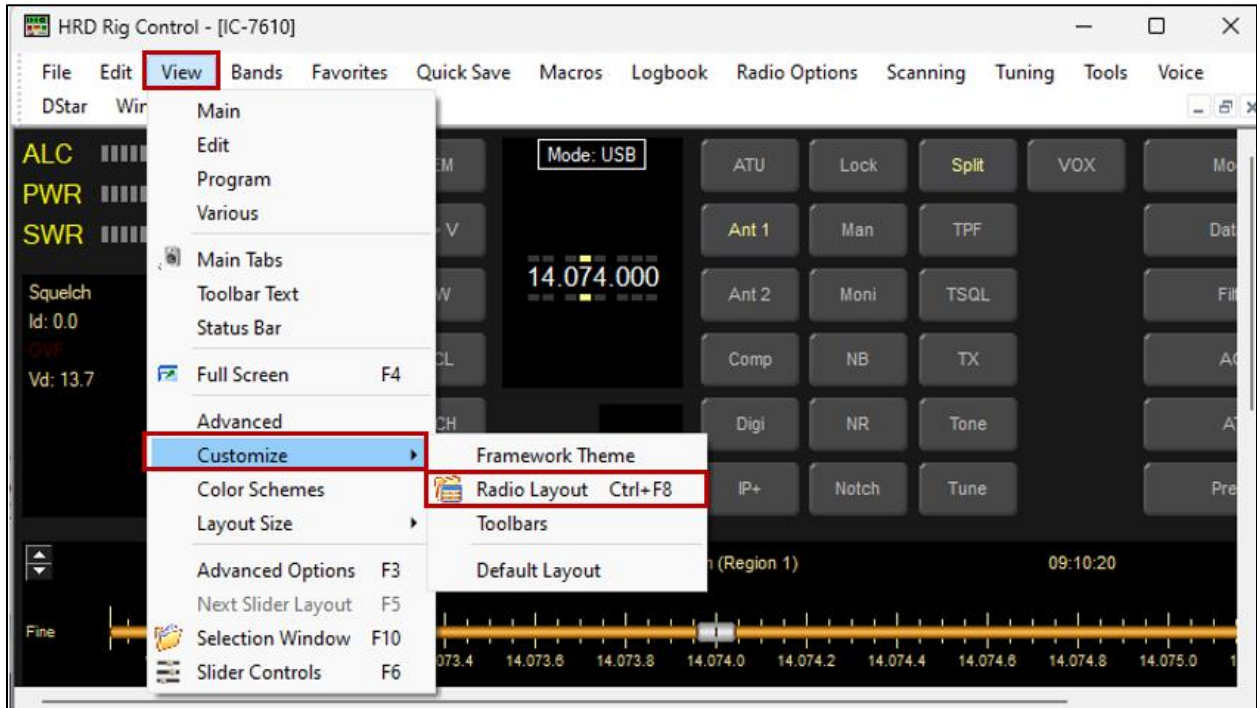 HRD Rig Control - [IC-7610]
File Edit View Bands Favorites Quick Save Macros Logbook Radio Options Scanning Tuning Tools Voice
DStar
Main
Edit
Program
Various
Main Tabs
Toolbar Text
Status Bar
Full Screen F4
Advanced
Customize
Color Schemes
Layout Size
Advanced Options F3
Next Slider Layout F5
Selection Window F10
Slider Controls F6
Framework Theme
Radio Layout Ctrl+F8
Toolbars
Default Layout
ALC
PWR
SWR
Squelch
Id: 0.0
OVF
Vd: 13.7
Mode: USB
14.074.000
ATU Lock Split VOX
Ant 1 Man TPF
Ant 2 Moni TSQL
Comp NB TX
Digi NR Tone
IP+ Notch Tune
(Region 1) 09:10:20
Fine
14.073.6 14.073.8 14.074.0 14.074.2 14.074.4 14.074.6 14.074.8 14.075.0